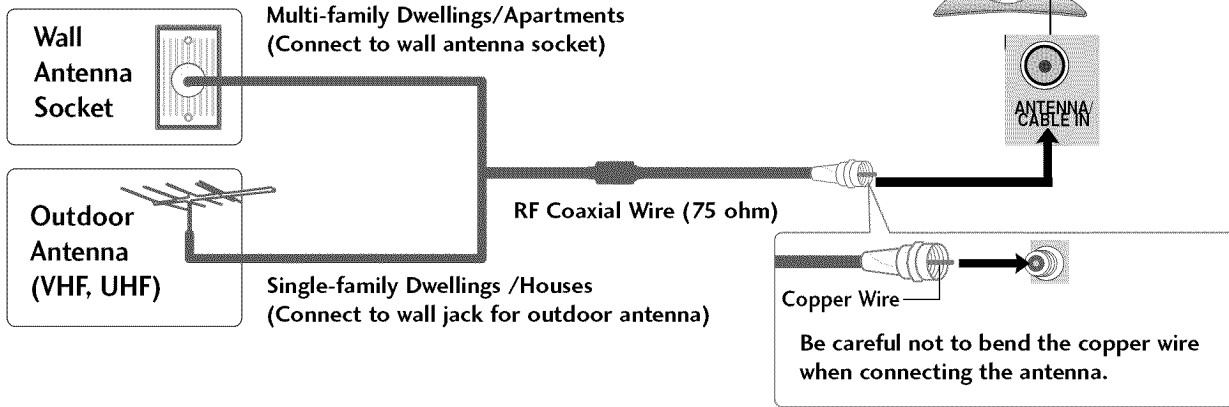 Multi-family Dwellings/Apartments
(Connect to wall antenna socket)
Wall
Antenna
Socket
ANTENNA/
CABLE IN
RF Coaxial Wire (75 ohm)
Outdoor
Antenna
(VHF, UHF)
Single-family Dwellings /Houses
(Connect to wall jack for outdoor antenna)
Copper Wire
Be careful not to bend the copper wire
when connecting the antenna.